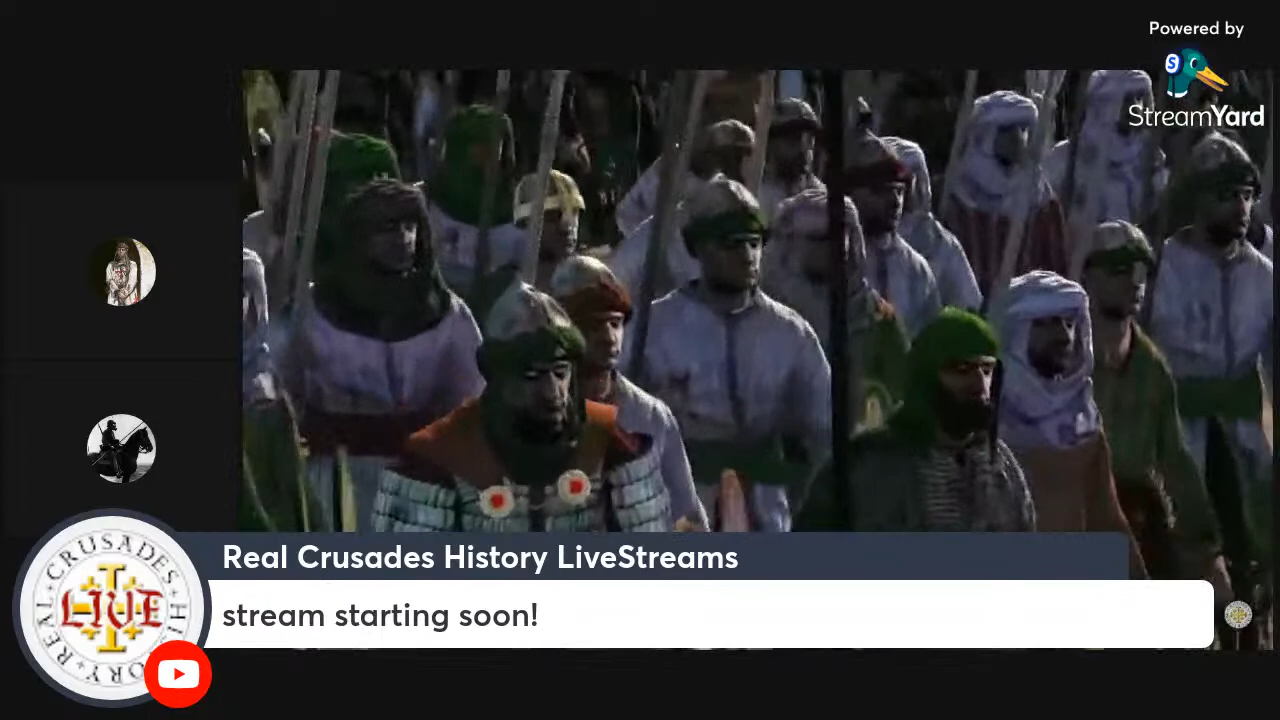 Powered by
StreamYard
Real Crusades History LiveStreams
stream starting soon!
REAL · CRUSADES · HISTORY
LIVE